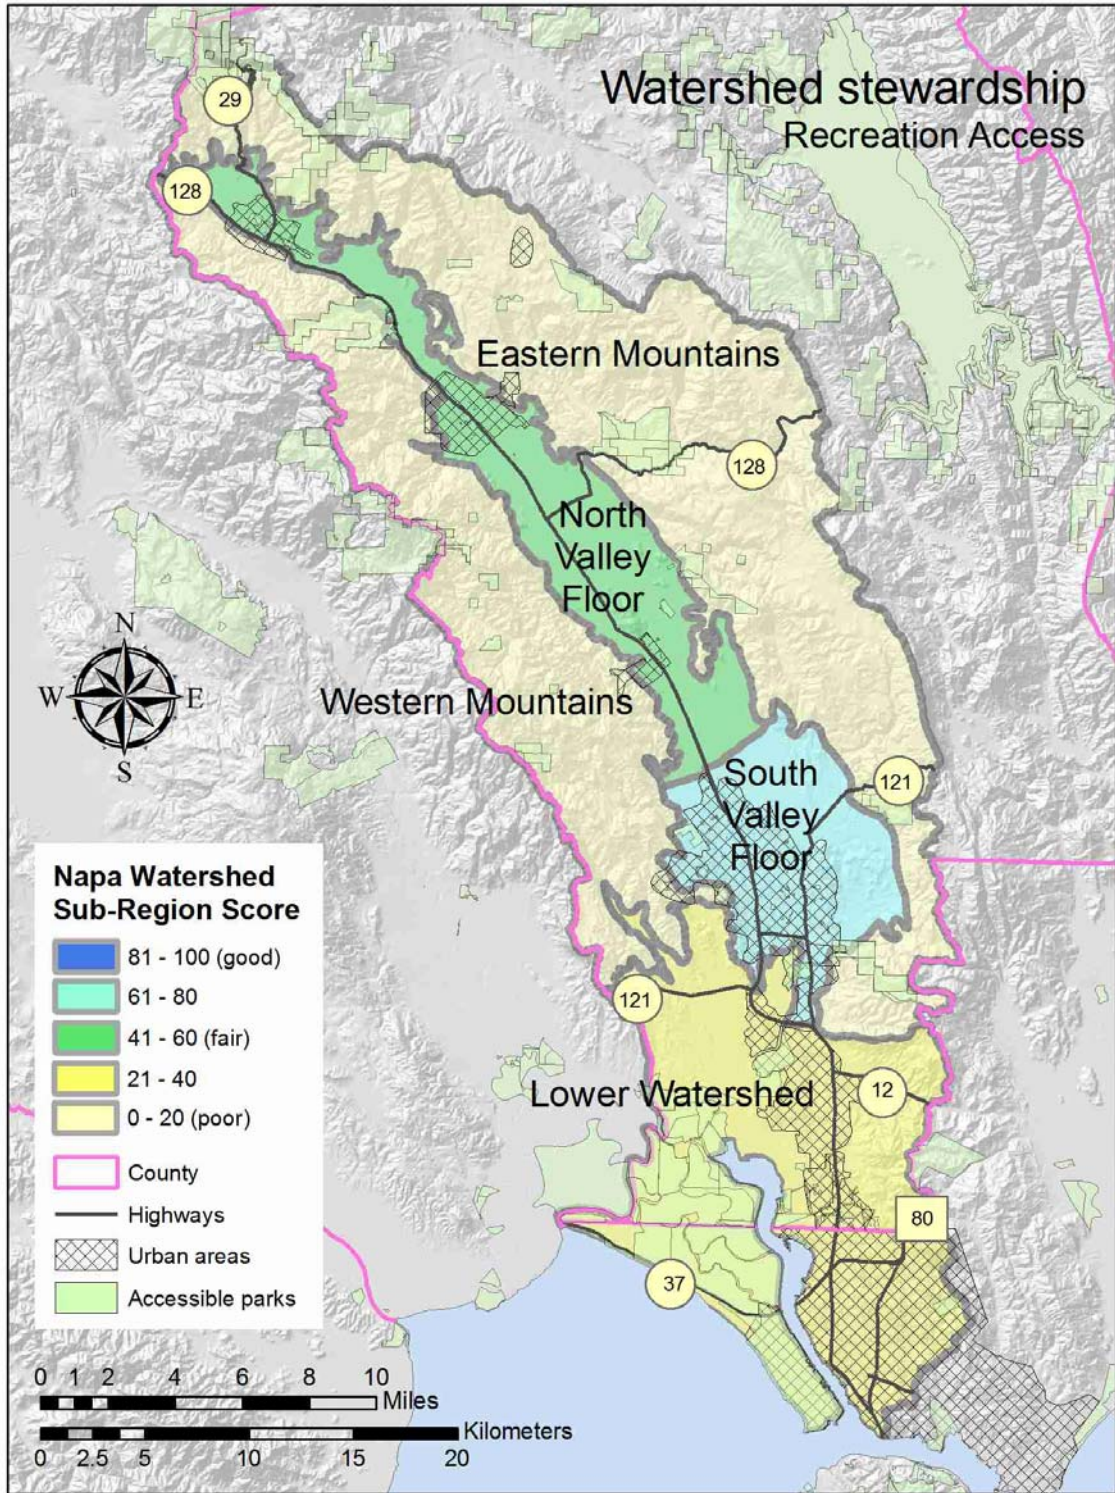 Watershed stewardship
Recreation Access
29
128
Eastern Mountains
128
North
Valley
Floor
N
W E
S
Western Mountains
South
Valley
Floor
121
Napa Watershed
Sub-Region Score
81 - 100 (good)
61 - 80
41 - 60 (fair)
21 - 40
0 - 20 (poor)
County
Highways
Urban areas
Accessible parks
121
Lower Watershed
12
80
37
0 1 2 4 6 8 10
Miles
Kilometers
0 2.5 5 10 15 20